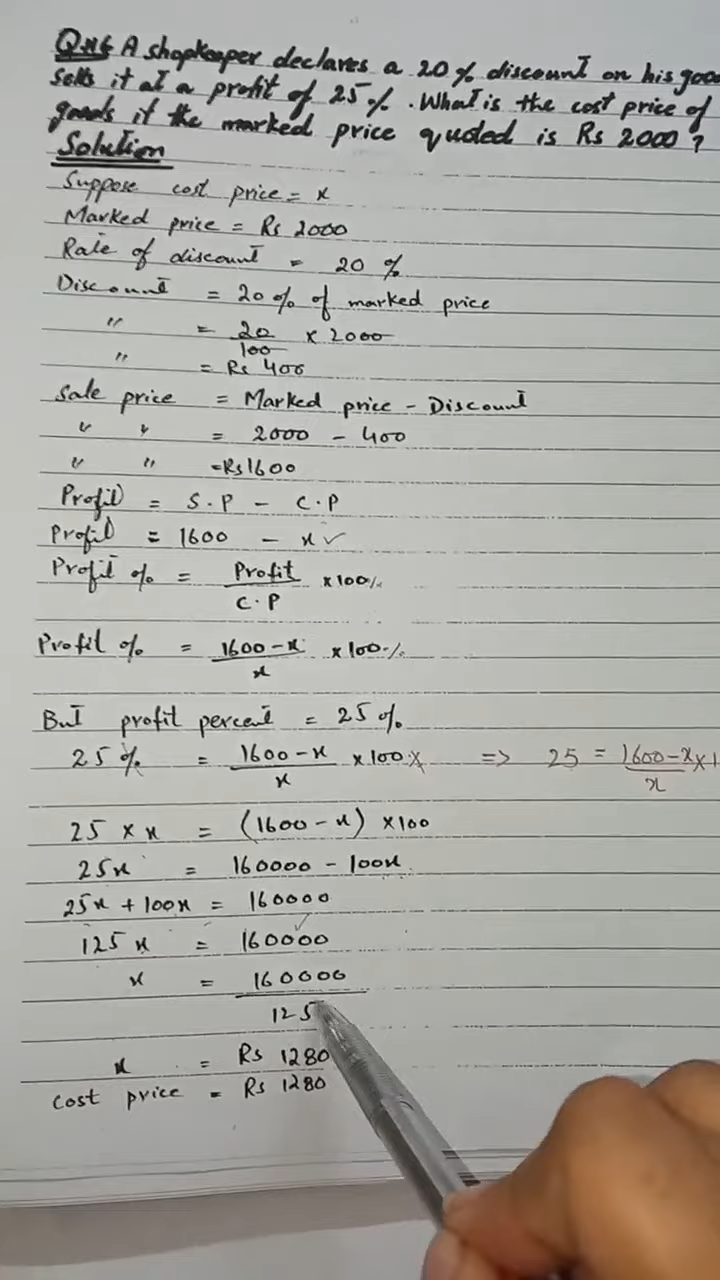 Q.N6 A shopkeeper declares a 20% discount on his goo
sells it at a profit of 25%. What is the cost price of
goods if the marked price quoted is Rs 2000?
Solution
Suppose cost price = x
Marked price = Rs 2000
Rate of discount = 20 %
Discount = 20% of marked price
" = 20/100 x 2000
" = Rs 400
Sale price = Marked price - Discount
" " = 2000 - 400
" " = Rs 1600
Profit = S.P - C.P
Profit = 1600 - x ✓
Profit % = Profit/C.P x 100%
Profit % = 1600-x/x x 100%
But profit percent = 25 %
25 % = 1600-x/x x 100% => 25 = 1600-x/x x 1
25 x x = (1600 - x) x 100
25x = 160000 - 100x
25x + 100x = 160000
125x = 160000
x = 160000/125
x = Rs 1280
cost price = Rs 1280